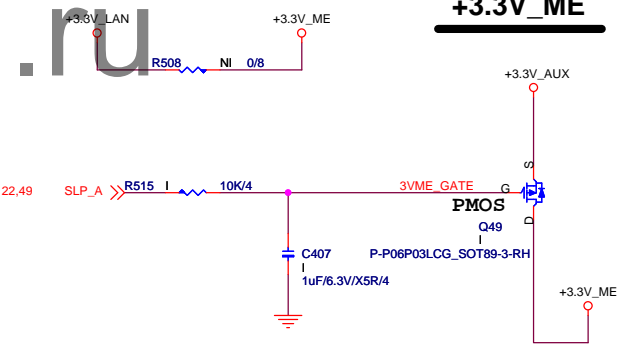 +3.3V_ME
+3.3V_LAN
+3.3V_ME
.ru
R508 NI 0/8
+3.3V_AUX
S
22,49 SLP_A R515 I 10K/4 3VME_GATE G
PMOS
D
Q49
I
P-P06P03LCG_SOT89-3-RH
C407
I
1uF/6.3V/X5R/4
+3.3V_ME